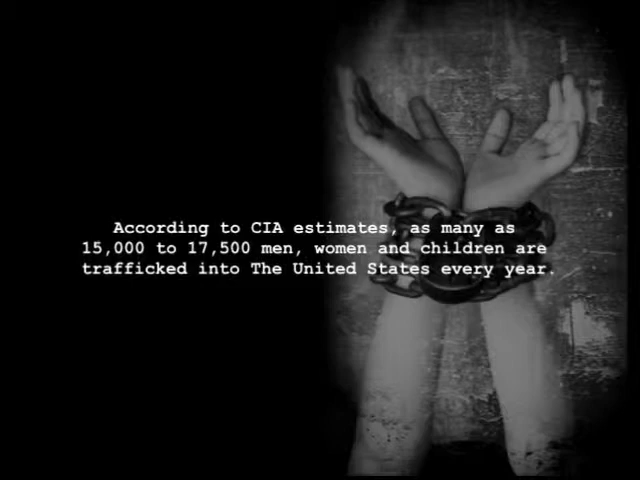 According to CIA estimates, as many as
15,000 to 17,500 men, women and children are
trafficked into The United States every year.